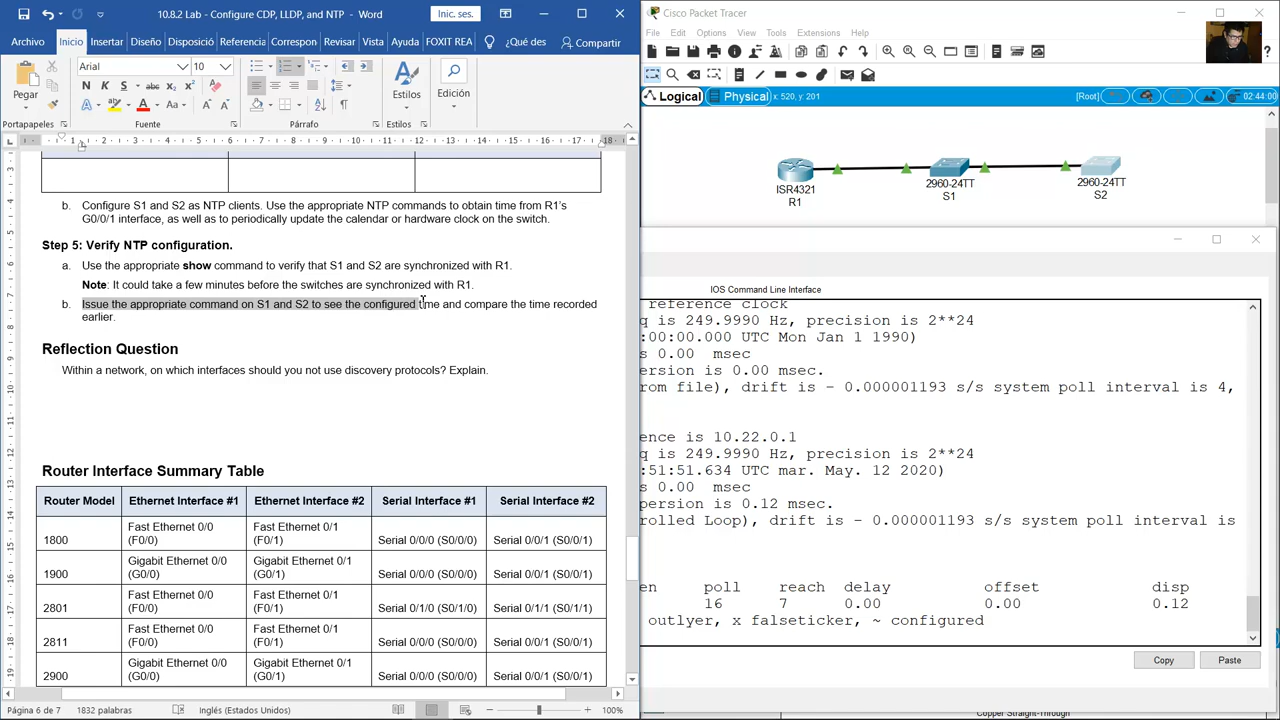 10.8.2 Lab - Configure CDP, LLDP, and NTP - Word
Inic. ses.
Archo
Inicio
Inser
Dibuj
Diseñ
Disposició
Referencia
Correspon
Revisar
Vista
Ayuda
FOXIT REA
¿Qué des
Compartir
Pegar
Arial
10
N K S
Aa
Estilos
Edición
Portapapeles
Fuente
Párrafo
Estilos
b. Configure S1 and S2 as NTP clients. Use the appropriate NTP commands to obtain time from R1's
G0/0/1 interface, as well as to periodically update the calendar or hardware clock on the switch.
Step 5: Verify NTP configuration.
a. Use the appropriate show command to verify that S1 and S2 are synchronized with R1.
Note: It could take a few minutes before the switches are synchronized with R1.
b. Issue the appropriate command on S1 and S2 to see the configured time and compare the time recorded
earlier.
Reflection Question
Within a network, on which interfaces should you not use discovery protocols? Explain.
Router Interface Summary Table
Router Model Ethernet Interface #1 Ethernet Interface #2 Serial Interface #1 Serial Interface #2
1800 Fast Ethernet 0/0 (F0/0) Fast Ethernet 0/1 (F0/1) Serial 0/0/0 (S0/0/0) Serial 0/0/1 (S0/0/1)
1900 Gigabit Ethernet 0/0 (G0/0) Gigabit Ethernet 0/1 (G0/1) Serial 0/0/0 (S0/0/0) Serial 0/0/1 (S0/0/1)
2801 Fast Ethernet 0/0 (F0/0) Fast Ethernet 0/1 (F0/1) Serial 0/1/0 (S0/1/0) Serial 0/1/1 (S0/1/1)
2811 Fast Ethernet 0/0 (F0/0) Fast Ethernet 0/1 (F0/1) Serial 0/0/0 (S0/0/0) Serial 0/0/1 (S0/0/1)
2900 Gigabit Ethernet 0/0 (G0/0) Gigabit Ethernet 0/1 (G0/1) Serial 0/0/0 (S0/0/0) Serial 0/0/1 (S0/0/1)
Página 6 de 7 1832 palabras Inglés (Estados Unidos) 100%
Cisco Packet Tracer
File Edit Options View Tools Extensions Help
Logical Physical x: 520, y: 201 [Root] 02:44:00
ISR4321
R1
2960-24TT
S1
2960-24TT
S2
IOS Command Line Interface
reference clock
q is 249.9990 Hz, precision is 2**24
:00:00.000 UTC Mon Jan 1 1990)
s 0.00 msec
ersion is 0.00 msec.
rom file), drift is - 0.000001193 s/s system poll interval is 4,
ence is 10.22.0.1
q is 249.9990 Hz, precision is 2**24
:51:51.634 UTC mar. May. 12 2020)
s 0.00 msec
persion is 0.12 msec.
rolled Loop), drift is - 0.000001193 s/s system poll interval is
en poll reach delay offset disp
16 7 0.00 0.00 0.12
outlyer, x falseticker, ~ configured
Copy Paste
Copper Straight-Through